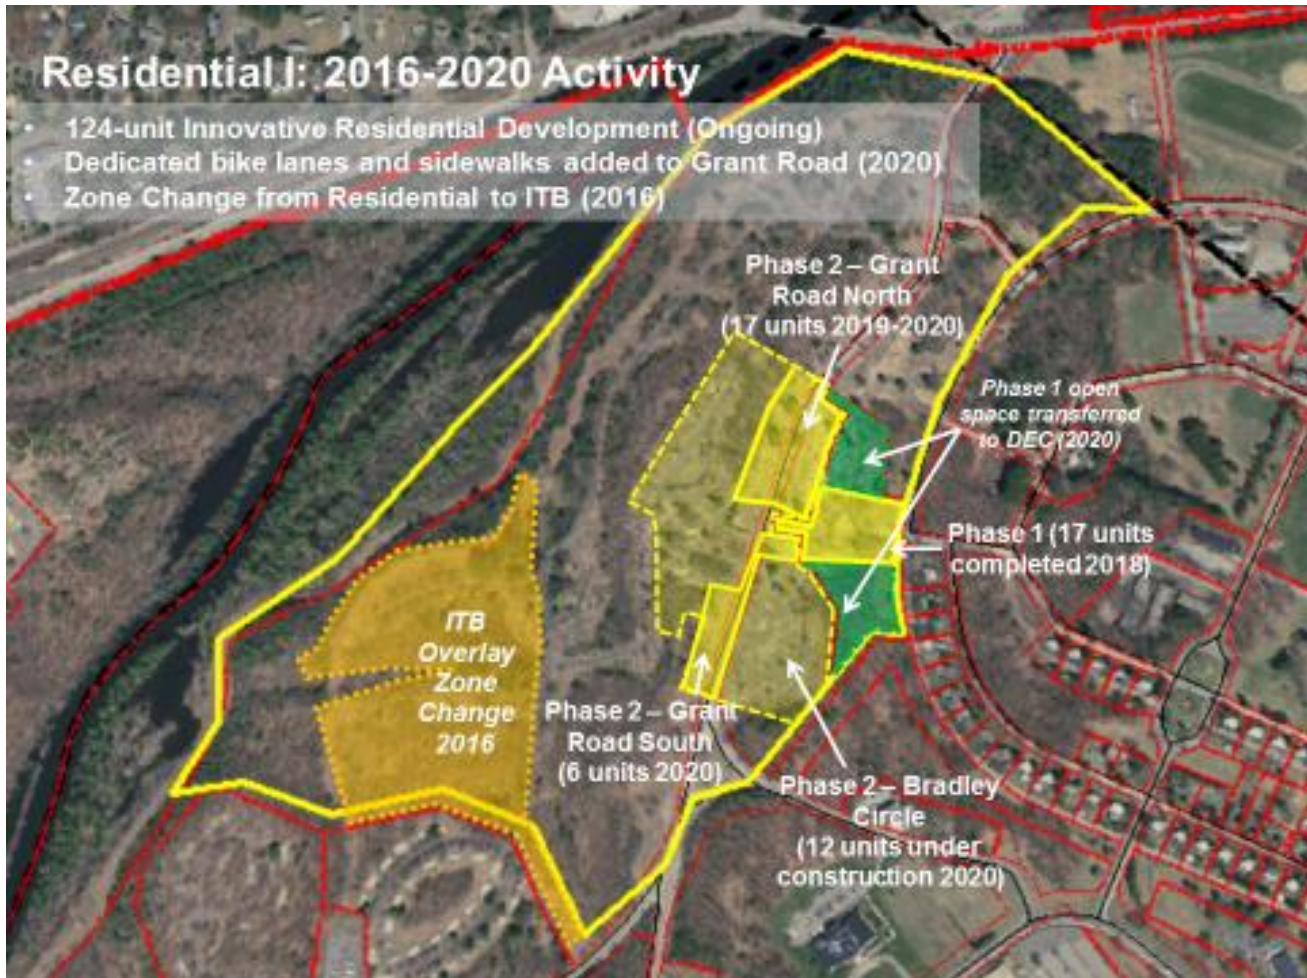 Residential I: 2016-2020 Activity
• 124-unit Innovative Residential Development (Ongoing)
• Dedicated bike lanes and sidewalks added to Grant Road (2020)
• Zone Change from Residential to ITB (2016)
Phase 2 – Grant
Road North
(17 units 2019-2020)
Phase 1 open
space transferred
to DEC (2020)
Phase 1 (17 units
completed 2018)
ITB
Overlay
Zone
Change
2016
Phase 2 – Grant
Road South
(6 units 2020)
Phase 2 – Bradley
Circle
(12 units under
construction 2020)